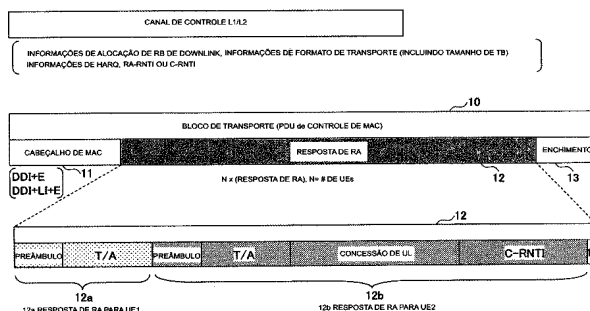 CANAL DE CONTROLE L1/L2
INFORMAÇÕES DE ALOCAÇÃO DE RB DE DOWNLINK, INFORMAÇÕES DE FORMATO DE TRANSPORTE (INCLUINDO TAMANHO DE TB)
INFORMAÇÕES DE HARQ, RA-RNTI OU C-RNTI
10
BLOCO DE TRANSPORTE (PDU de CONTROLE DE MAC)
CABEÇALHO DE MAC
RESPOSTA DE RA
ENCHIMENTO
DDI+E
DDI+LI+E
11
N x (RESPOSTA DE RA), N= # DE UEs
12
13
12
PREÂMBULO
T/A
PREÂMBULO
T/A
CONCESSÃO DE UL
C-RNTI
12a
12b
12a RESPOSTA DE RA PARA UE1
12b RESPOSTA DE RA PARA UE2